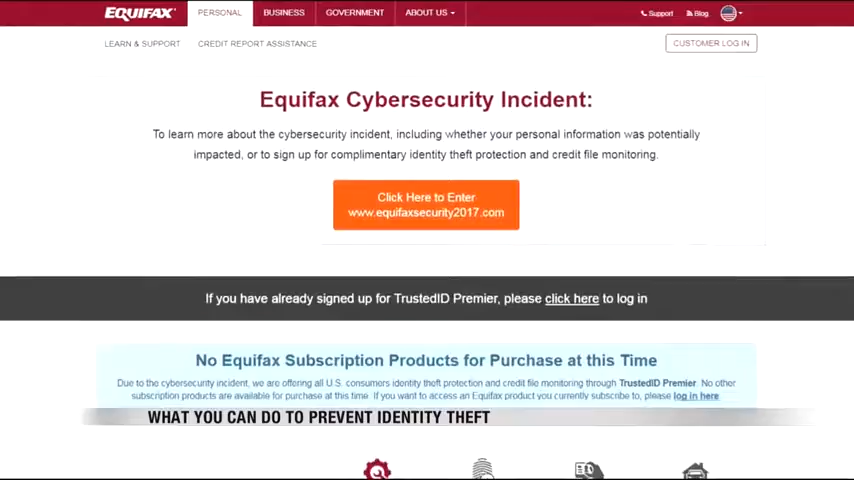 EQUIFAX PERSONAL BUSINESS GOVERNMENT ABOUT US Support Blog
LEARN & SUPPORT CREDIT REPORT ASSISTANCE CUSTOMER LOG IN
Equifax Cybersecurity Incident:
To learn more about the cybersecurity incident, including whether your personal information was potentially
impacted, or to sign up for complimentary identity theft protection and credit file monitoring.
Click Here to Enter
www.equifaxsecurity2017.com
If you have already signed up for TrustedID Premier, please click here to log in
No Equifax Subscription Products for Purchase at this Time
Due to the cybersecurity incident, we are offering all U.S. consumers identity theft protection and credit file monitoring through TrustedID Premier. No other
subscription products are available for purchase at this time. If you want to access an Equifax product you currently subscribe to, please log in here.
WHAT YOU CAN DO TO PREVENT IDENTITY THEFT